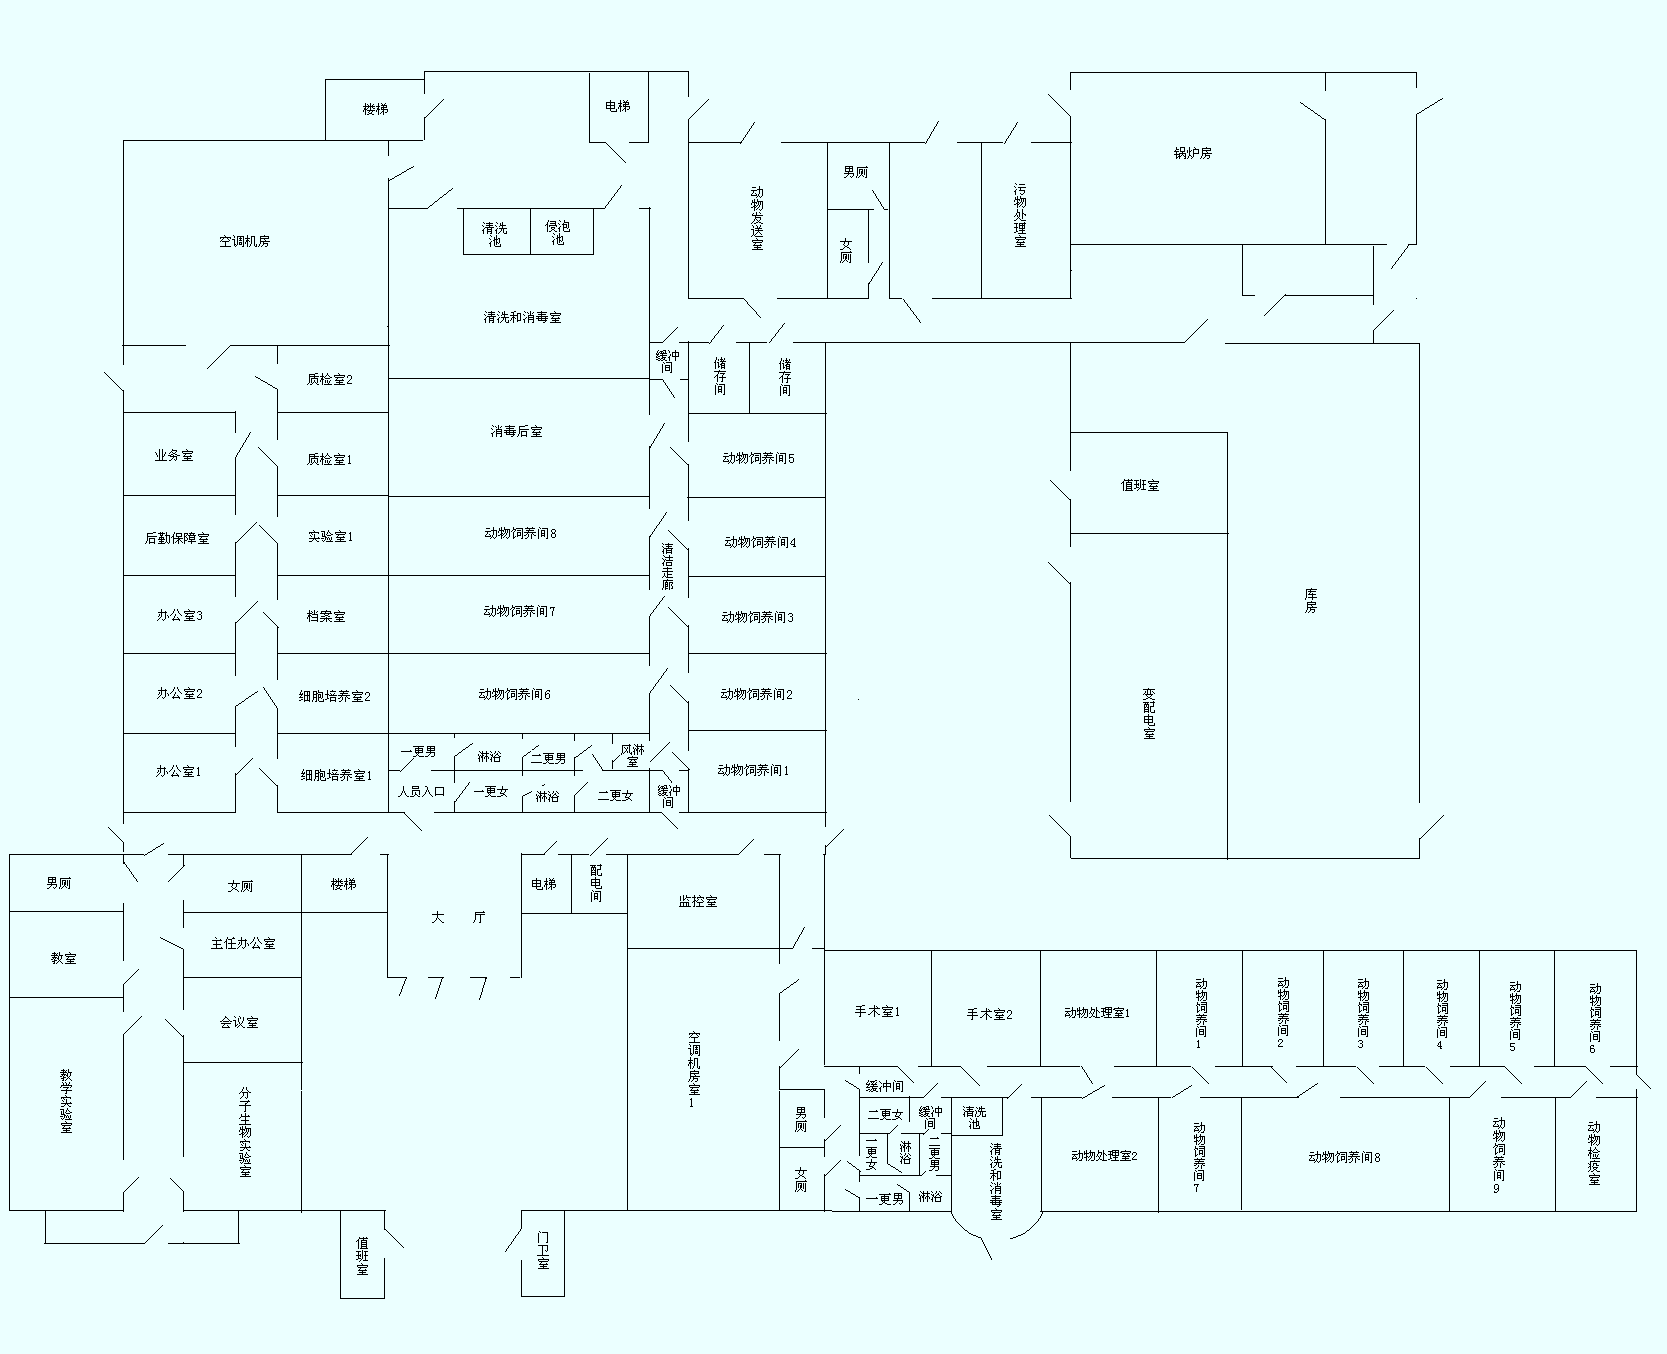 楼梯
电梯
锅炉房
男厕
动物发送室
污物处理室
空调机房
清洗
池
侵泡
池
女厕
清洗和消毒室
缓冲
间
储存间
储存间
质检室2
业务室
质检室1
消毒后室
动物饲养间5
值班室
后勤保障室
实验室1
动物饲养间8
清洁走廊
动物饲养间4
库房
办公室3
档案室
动物饲养间7
动物饲养间3
办公室2
细胞培养室2
动物饲养间6
动物饲养间2
变配电室
一更男
淋浴
二更男
风淋
室
办公室1
细胞培养室1
动物饲养间1
人员入口
一更女
淋浴
二更女
缓冲
间
男厕
女厕
楼梯
大 厅
电梯
配电间
监控室
教室
主任办公室
会议室
手术室1
手术室2
动物处理室1
动物饲养间1
动物饲养间2
动物饲养间3
动物饲养间4
动物饲养间5
动物饲养间6
空调机房室1
教学实验室
分子生物实验室
缓冲间
男厕
二更女
缓冲
间
清洗
池
一更女
淋浴
二更男
清洗和消毒室
动物处理室2
动物饲养间7
动物饲养间8
动物饲养间9
动物检疫室
女厕
一更男
淋浴
值班室
门卫室